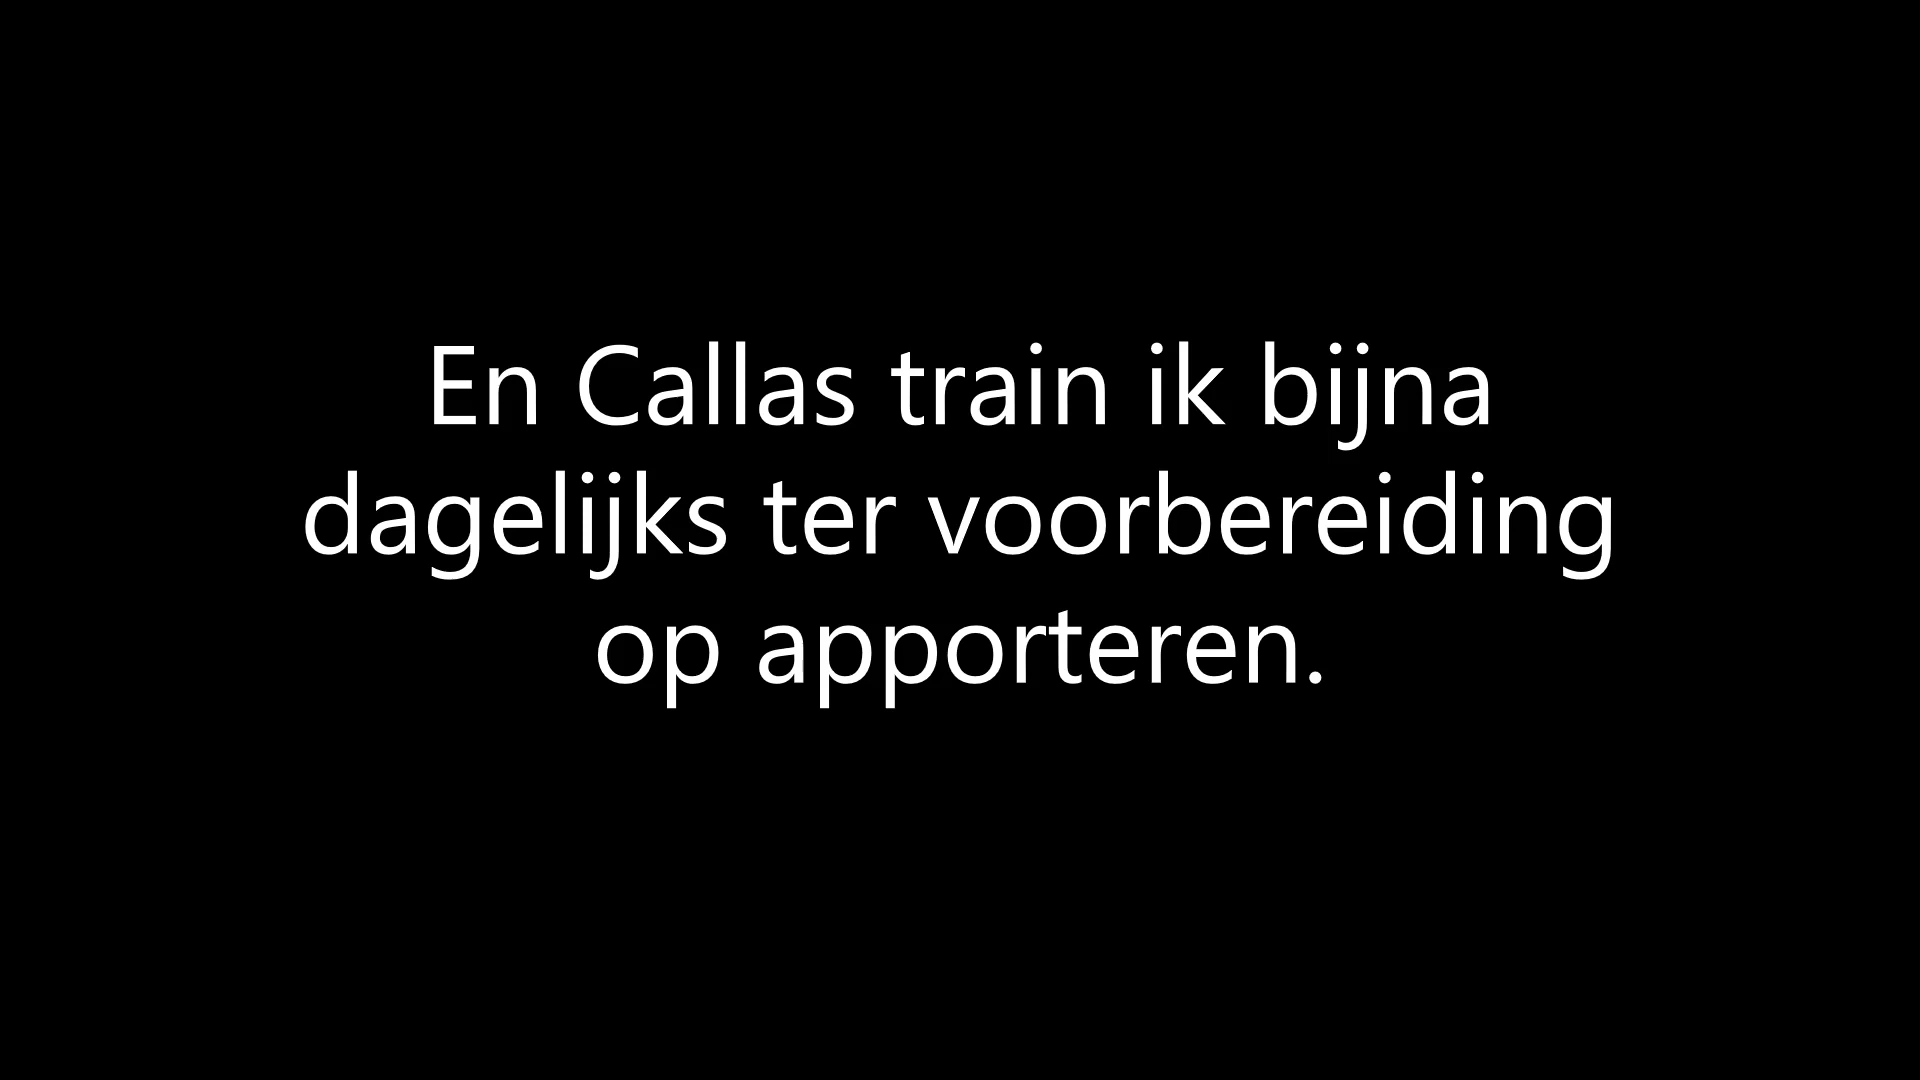 En Callas train ik bijna
dagelijks ter voorbereiding
op apporteren.